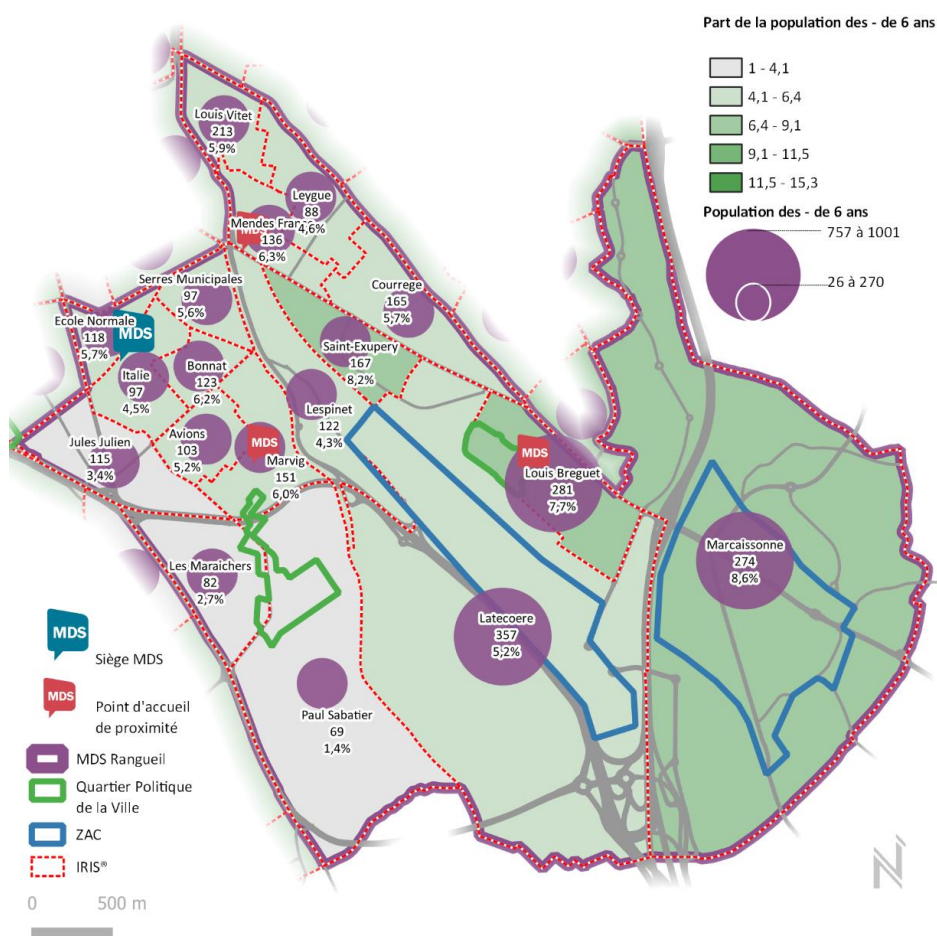 Part de la population des - de 6 ans
1 - 4,1
4,1 - 6,4
6,4 - 9,1
9,1 - 11,5
11,5 - 15,3
Population des - de 6 ans
757 à 1001
26 à 270
Louis Vitet
213
5,9%
Leygue
88
4,6%
Mendes France
MDS
136
6,3%
Serres Municipales
97
5,6%
Courrege
165
5,7%
Ecole Normale
118
5,7%
MDS
Saint-Exupery
167
8,2%
Italie
97
4,5%
Bonnat
123
6,2%
Lespinet
122
4,3%
Avions
103
5,2%
Jules Julien
115
3,4%
MDS
Marvig
151
6,0%
MDS
Louis Breguet
281
7,7%
Marcaissonne
274
8,6%
Les Maraichers
82
2,7%
Latecoere
357
5,2%
Paul Sabatier
69
1,4%
MDS
Siège MDS
MDS
Point d'accueil
de proximité
MDS Rangueil
Quartier Politique
de la Ville
ZAC
IRIS®
0 500 m
N